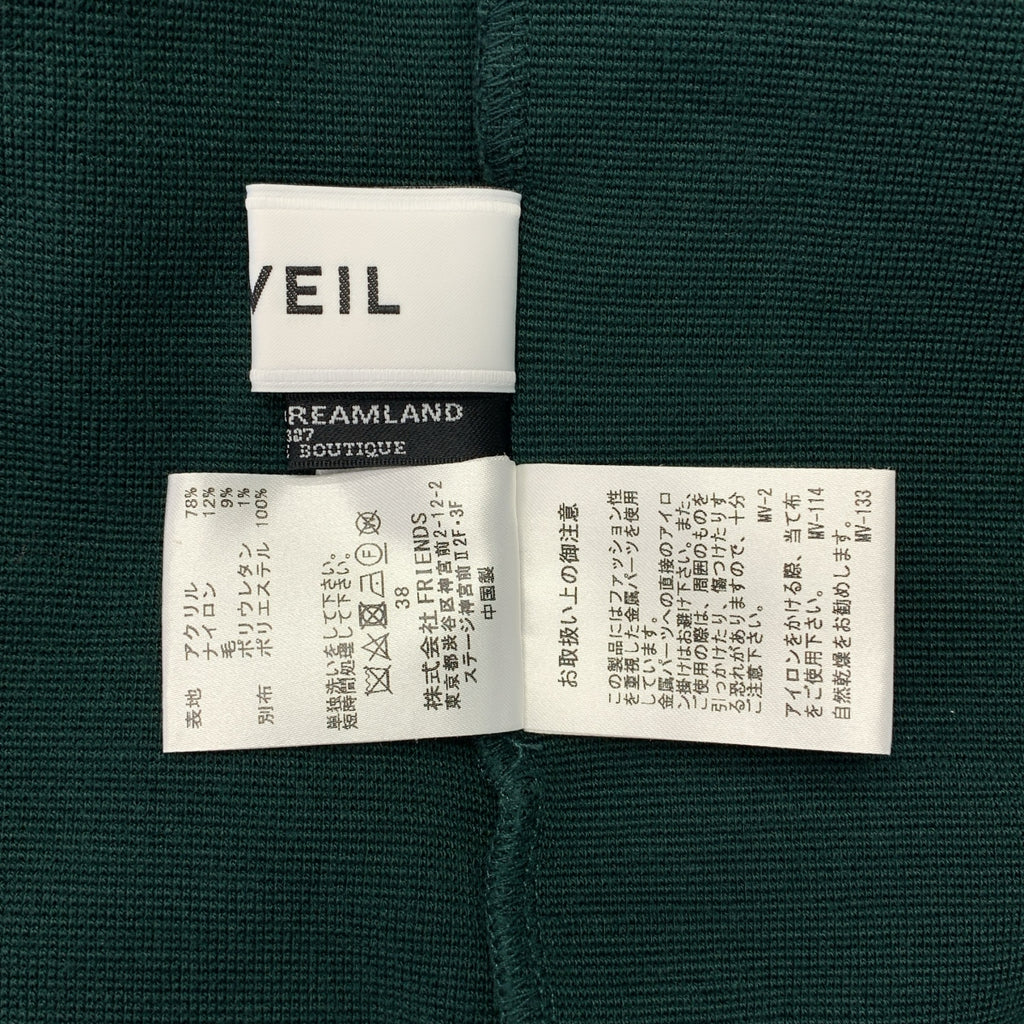 VEIL
REAMLAND
387
BOUTIQUE
表地 アクリル 78%
ナイロン 12%
毛 9%
ポリウレタン 1%
別布 ポリエステル 100%
単独洗いをして下さい。
短時間処理して下さい。
38
株式会社 FRIENDS
東京都渋谷区神宮前2-12-2
ステージ神宮前Ⅱ2F・3F
中国製
お取扱い上の御注意
この製品にはファッション性
を重視した金属パーツを使用
しています。
金属パーツへの直接のアイロ
ン掛けはお避け下さい。また、
ご使用の際は、周囲のものを
引っかけたり、傷つけたりす
る恐れがありますので、十分
ご注意下さい。
MV-2
アイロンをかける際、当て布
をご使用下さい。 MV-114
自然乾燥をお勧めします。
MV-133